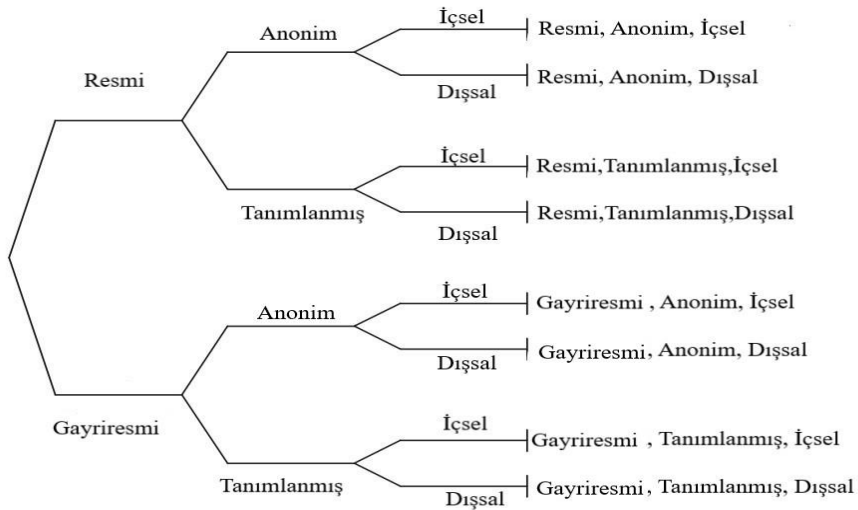 İçsel
Anonim
Resmi, Anonim, İçsel
Resmi
Resmi, Anonim, Dışsal
Dışsal
İçsel
Resmi,Tanımlanmış,İçsel
Tanımlanmış
Resmi,Tanımlanmış,Dışsal
Dışsal
İçsel
Anonim
Gayriresmi , Anonim, İçsel
Gayriresmi, Anonim, Dışsal
Dışsal
Gayriresmi
İçsel
Gayriresmi , Tanımlanmış, İçsel
Tanımlanmış
Gayriresmi, Tanımlanmış, Dışsal
Dışsal